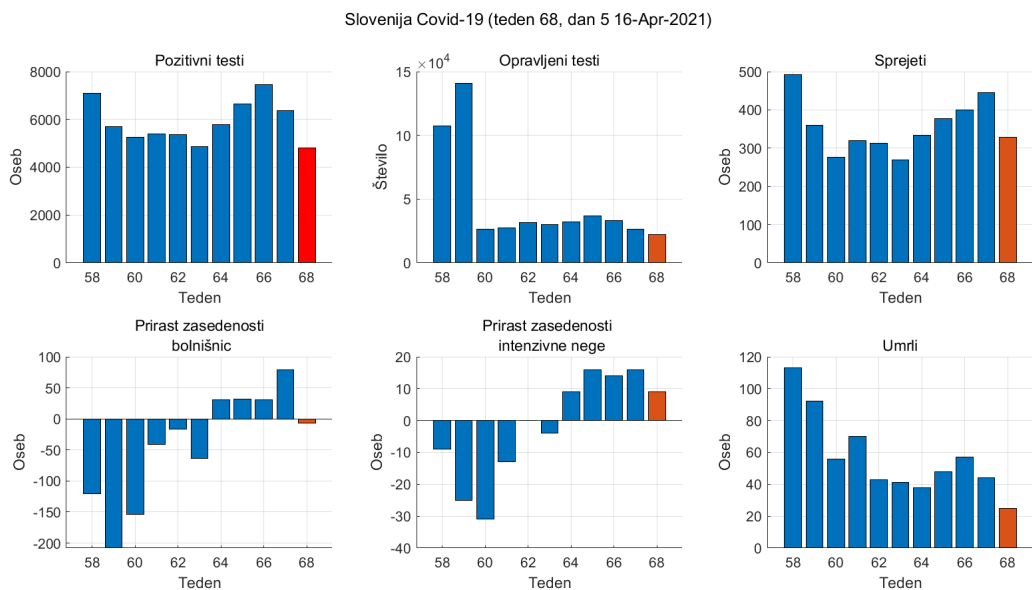 Slovenija Covid-19 (teden 68, dan 5 16-Apr-2021)
Pozitivni testi
8000
6000
4000
2000
0
Oseb
58 60 62 64 66 68
Teden
Opravljeni testi
×10⁴
15
10
5
0
Število
58 60 62 64 66 68
Teden
Sprejeti
500
400
300
200
100
0
Oseb
58 60 62 64 66 68
Teden
Prirast zasedenosti
bolnišnic
100
50
0
-50
-100
-150
-200
Oseb
58 60 62 64 66 68
Teden
Prirast zasedenosti
intenzivne nege
20
10
0
-10
-20
-30
-40
Oseb
58 60 62 64 66 68
Teden
Umrli
120
100
80
60
40
20
0
Oseb
58 60 62 64 66 68
Teden